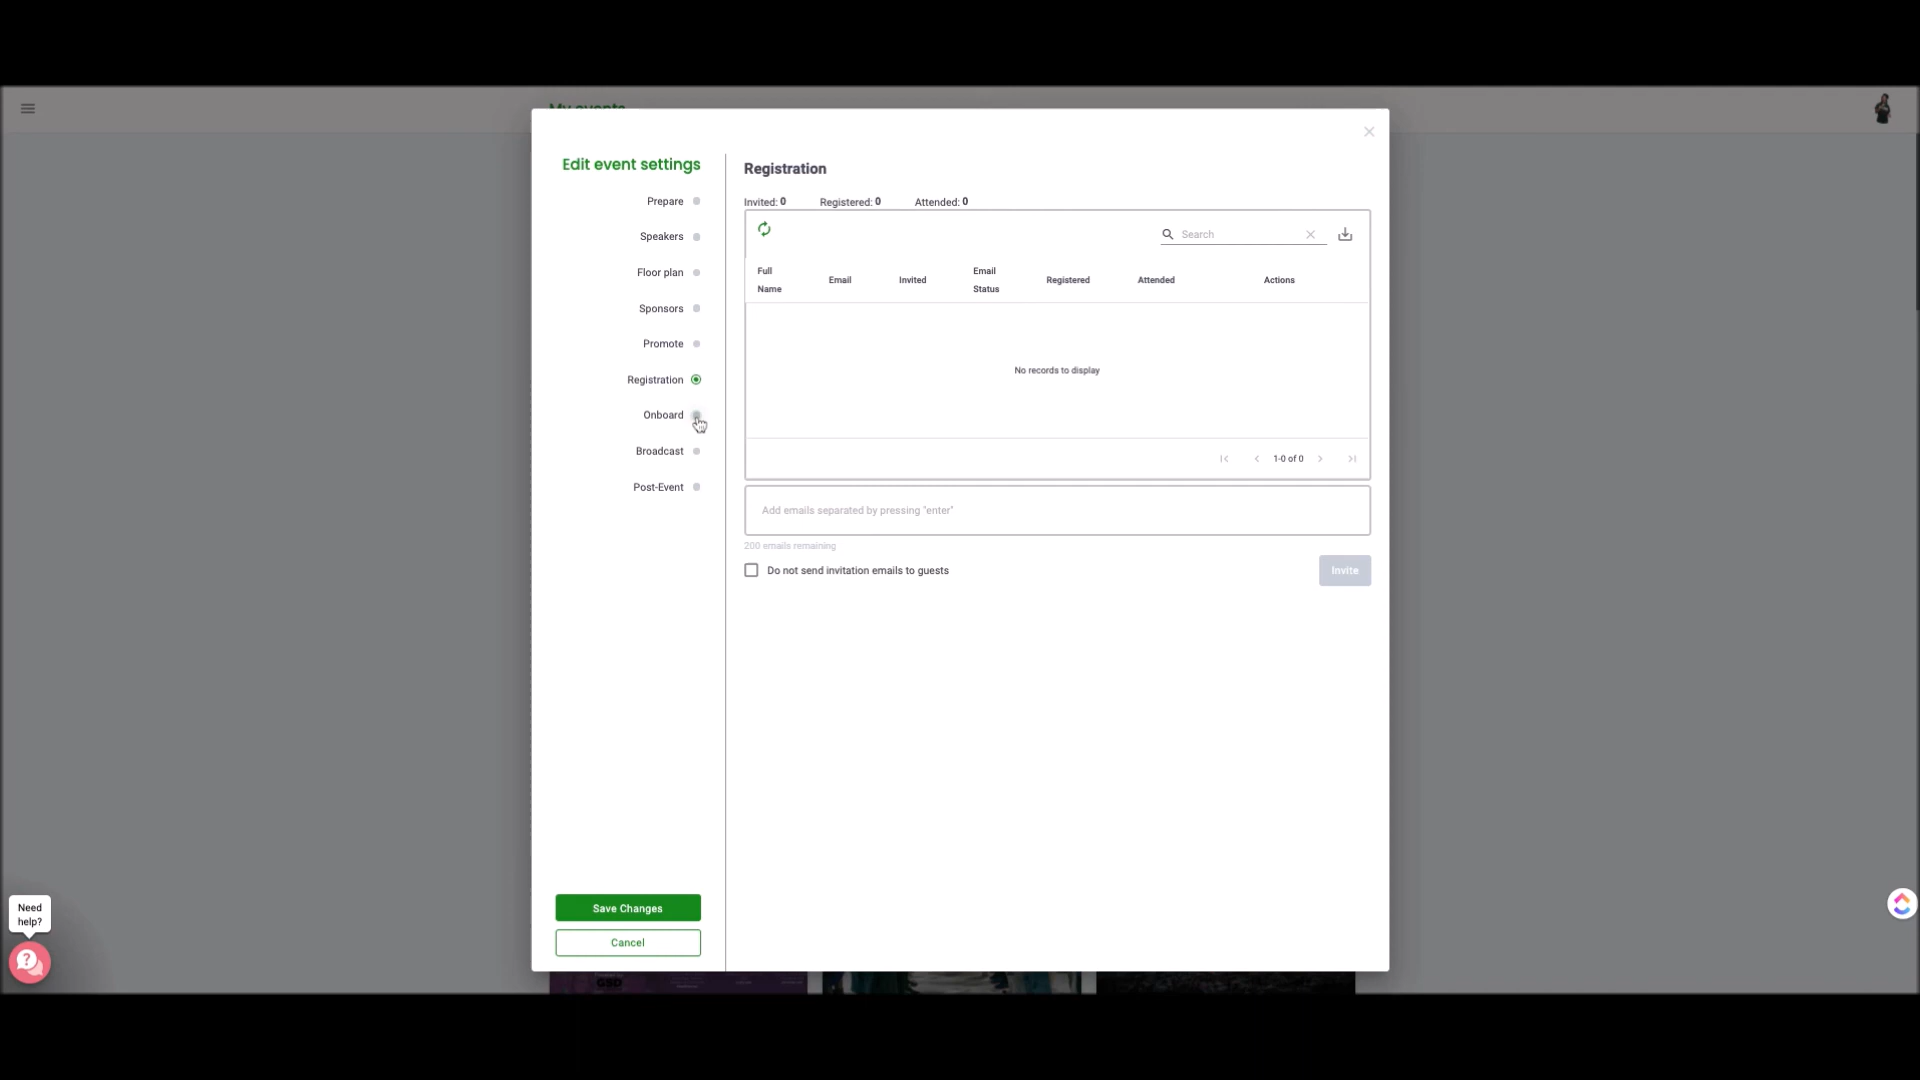 My events
Edit event settings
Prepare
Speakers
Floor plan
Sponsors
Promote
Registration
Onboard
Broadcast
Post-Event
Save Changes
Cancel
Registration
Invited: 0 Registered: 0 Attended: 0
Search
Full Name Email Invited Email Status Registered Attended Actions
No records to display
1-0 of 0
Add emails separated by pressing "enter"
200 emails remaining
Do not send invitation emails to guests
Invite
Need
help?
?
GSD